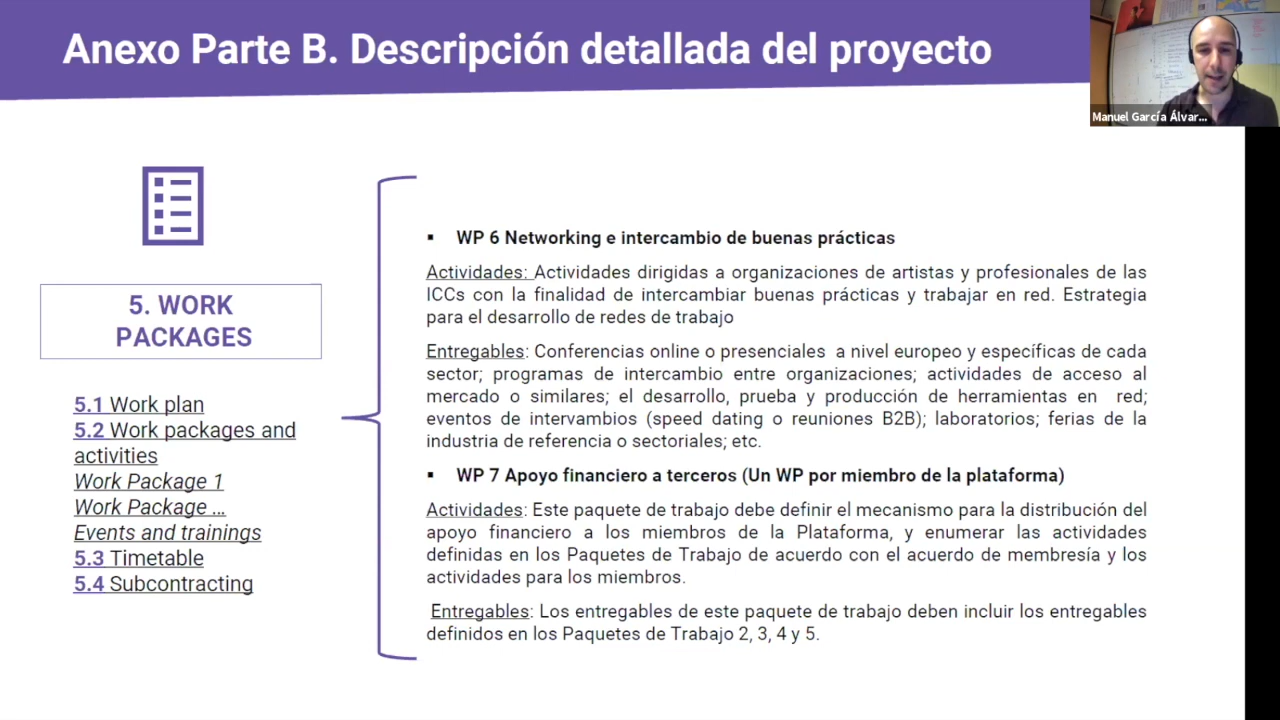 Anexo Parte B. Descripción detallada del proyecto
Manuel García Álvar...
5. WORK
PACKAGES
5.1 Work plan
5.2 Work packages and
activities
Work Package 1
Work Package ...
Events and trainings
5.3 Timetable
5.4 Subcontracting
▪ WP 6 Networking e intercambio de buenas prácticas
Actividades: Actividades dirigidas a organizaciones de artistas y profesionales de las
ICCs con la finalidad de intercambiar buenas prácticas y trabajar en red. Estrategia
para el desarrollo de redes de trabajo
Entregables: Conferencias online o presenciales a nivel europeo y específicas de cada
sector; programas de intercambio entre organizaciones; actividades de acceso al
mercado o similares; el desarrollo, prueba y producción de herramientas en red;
eventos de intervambios (speed dating o reuniones B2B); laboratorios; ferias de la
industria de referencia o sectoriales; etc.
▪ WP 7 Apoyo financiero a terceros (Un WP por miembro de la plataforma)
Actividades: Este paquete de trabajo debe definir el mecanismo para la distribución del
apoyo financiero a los miembros de la Plataforma, y enumerar las actividades
definidas en los Paquetes de Trabajo de acuerdo con el acuerdo de membresía y los
actividades para los miembros.
Entregables: Los entregables de este paquete de trabajo deben incluir los entregables
definidos en los Paquetes de Trabajo 2, 3, 4 y 5.